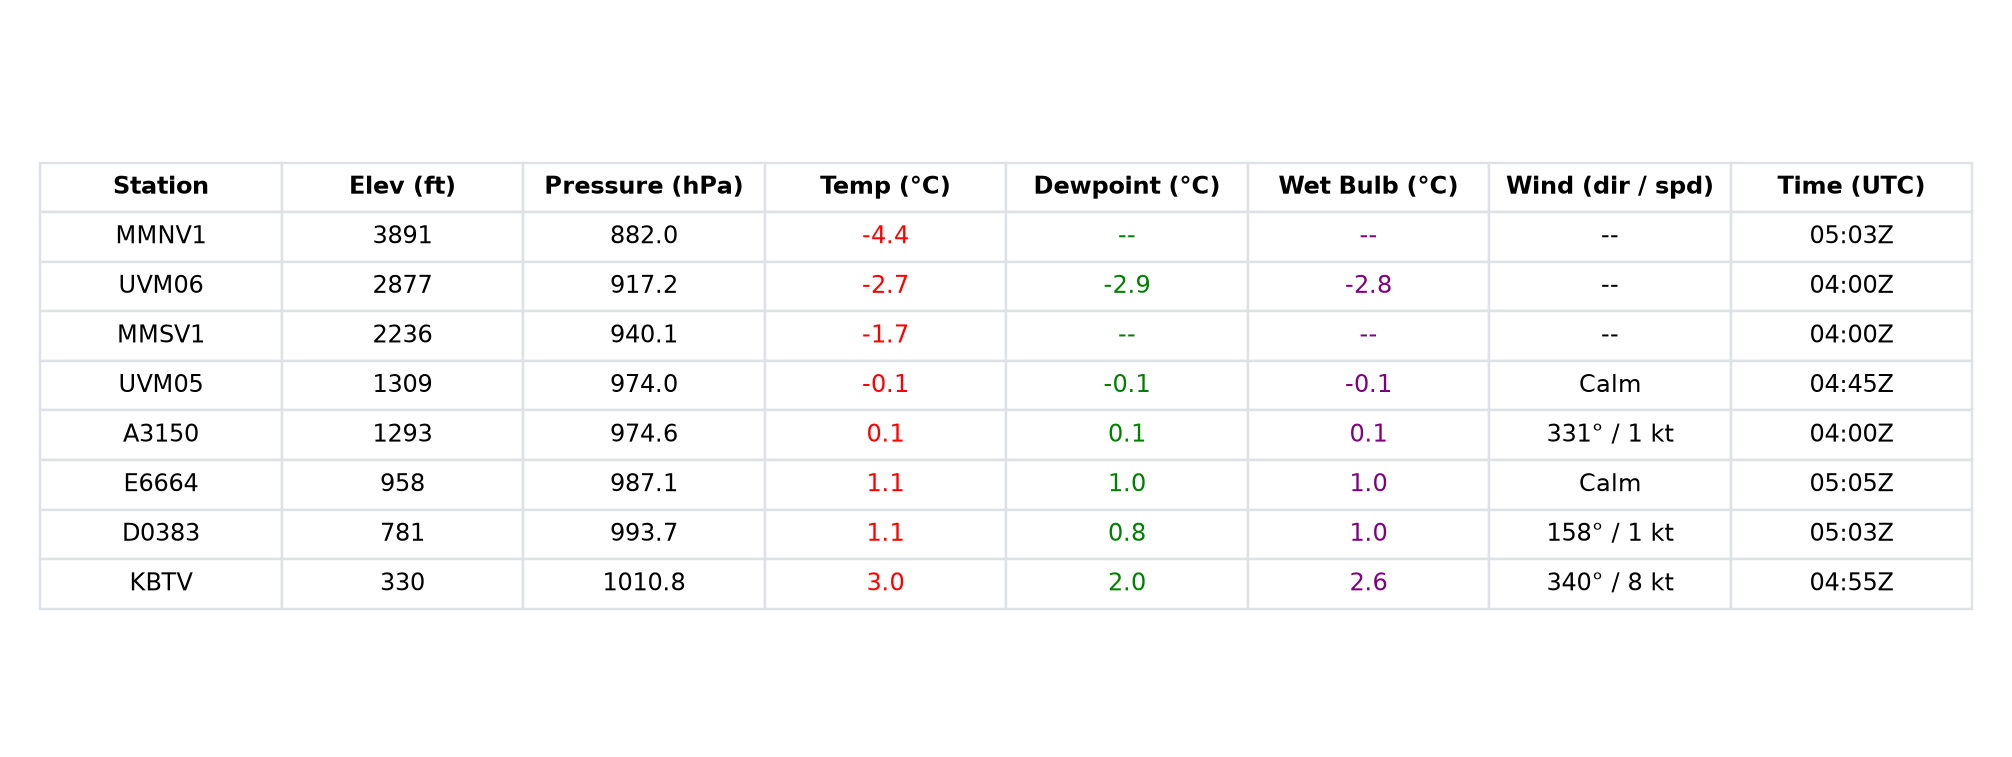 Station Elev (ft) Pressure (hPa) Temp (°C) Dewpoint (°C) Wet Bulb (°C) Wind (dir / spd) Time (UTC)
MMNV1 3891 882.0 -4.4 -- -- -- 05:03Z
UVM06 2877 917.2 -2.7 -2.9 -2.8 -- 04:00Z
MMSV1 2236 940.1 -1.7 -- -- -- 04:00Z
UVM05 1309 974.0 -0.1 -0.1 -0.1 Calm 04:45Z
A3150 1293 974.6 0.1 0.1 0.1 331° / 1 kt 04:00Z
E6664 958 987.1 1.1 1.0 1.0 Calm 05:05Z
D0383 781 993.7 1.1 0.8 1.0 158° / 1 kt 05:03Z
KBTV 330 1010.8 3.0 2.0 2.6 340° / 8 kt 04:55Z